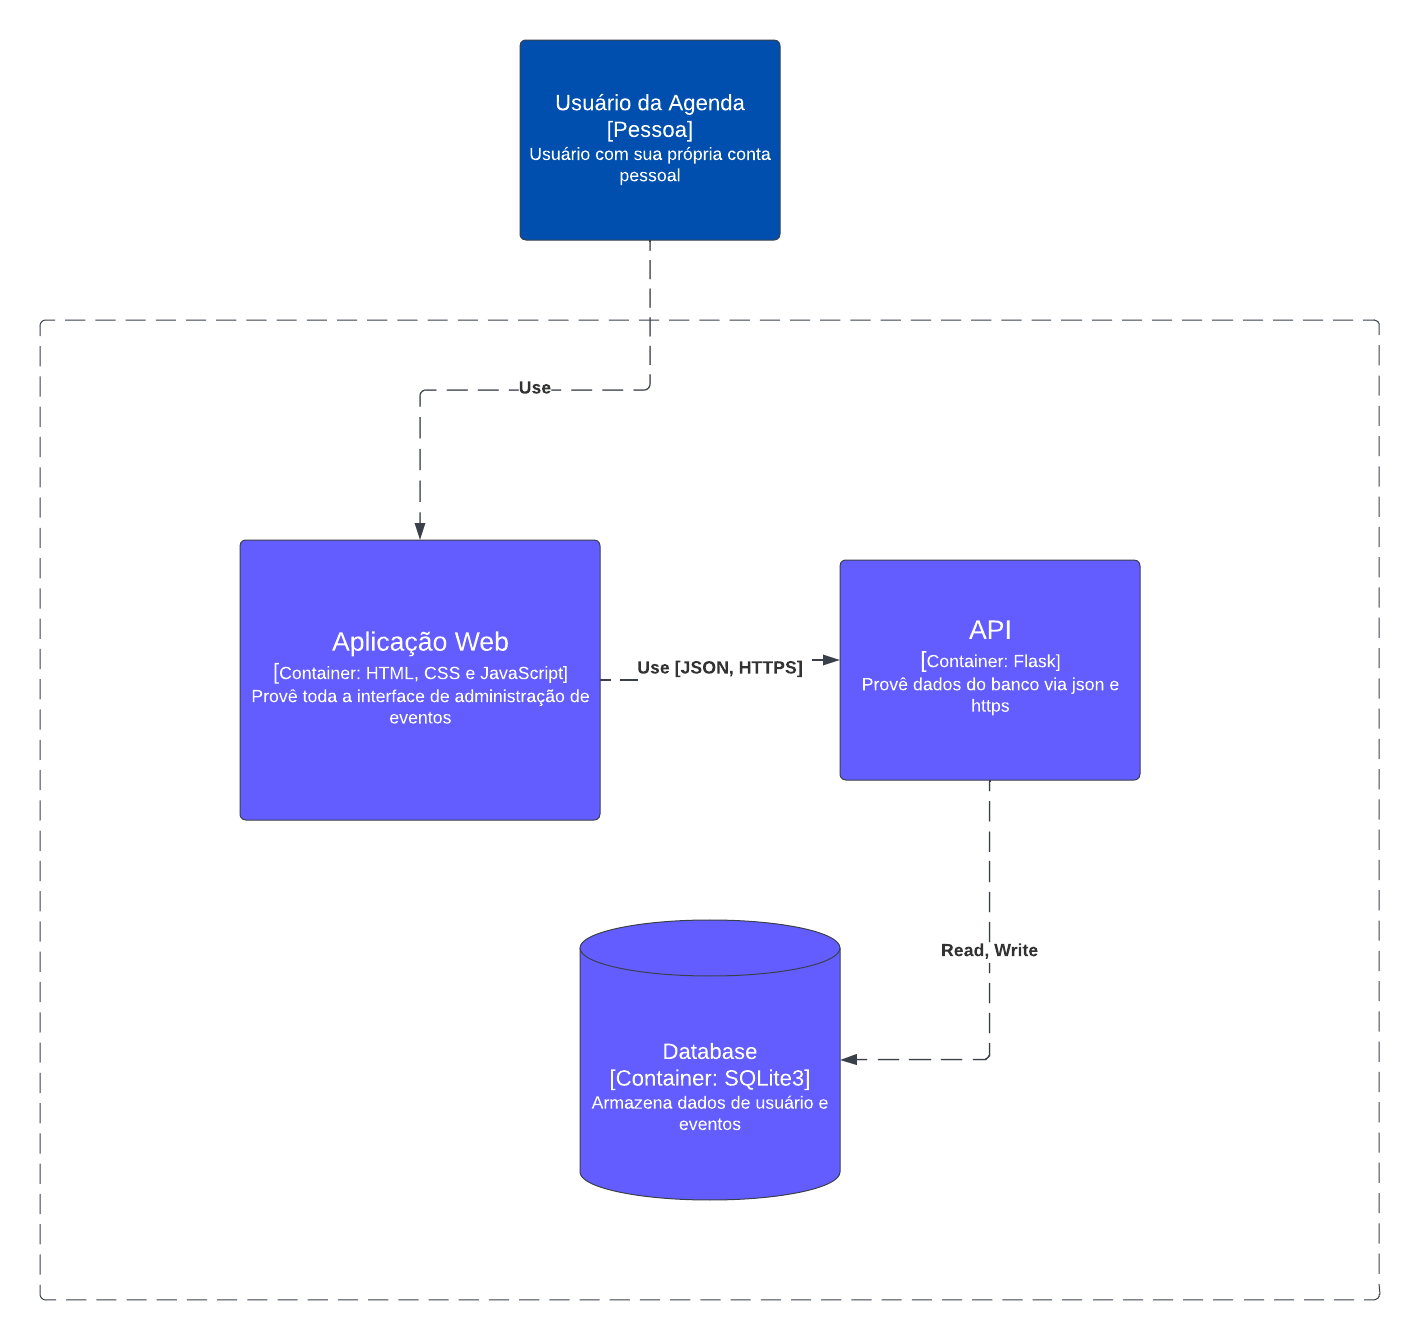 Usuário da Agenda
[Pessoa]
Usuário com sua própria conta
pessoal
Use
Aplicação Web
[Container: HTML, CSS e JavaScript]
Provê toda a interface de administração de
eventos
Use [JSON, HTTPS]
API
[Container: Flask]
Provê dados do banco via json e
https
Read, Write
Database
[Container: SQLite3]
Armazena dados de usuário e
eventos